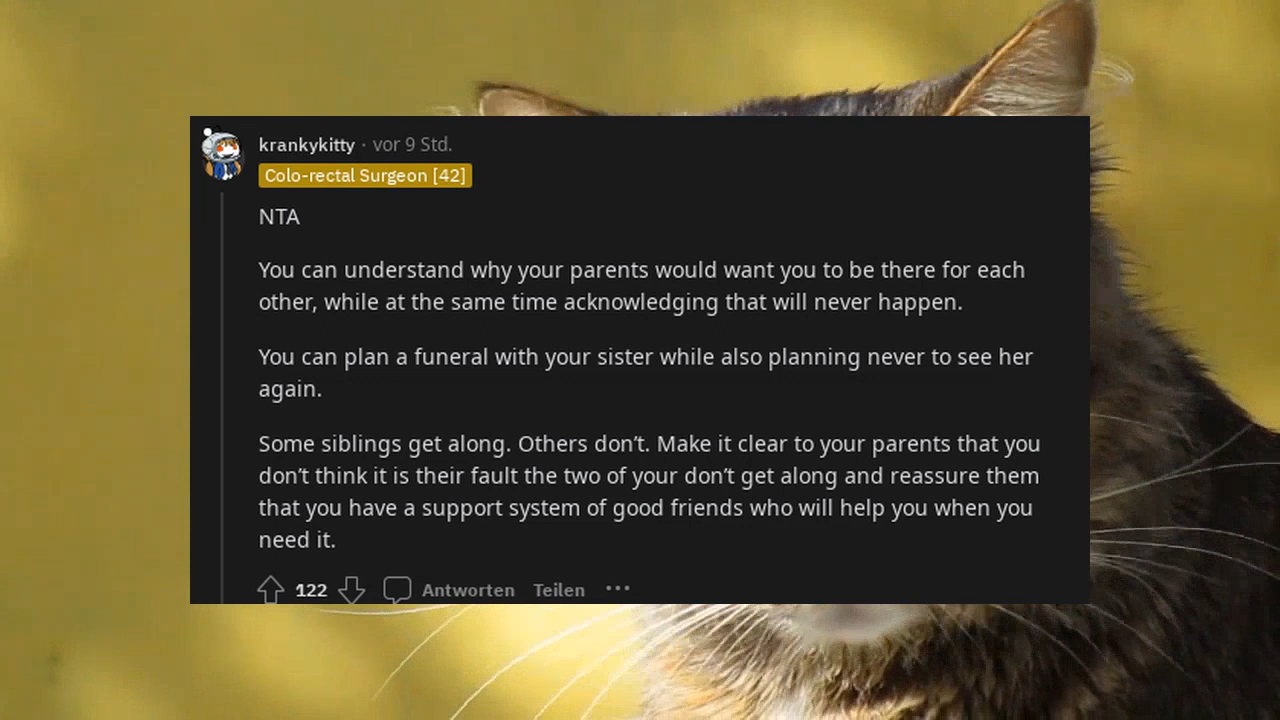 krankykitty · vor 9 Std.
Colo-rectal Surgeon [42]
NTA
You can understand why your parents would want you to be there for each
other, while at the same time acknowledging that will never happen.
You can plan a funeral with your sister while also planning never to see her
again.
Some siblings get along. Others don’t. Make it clear to your parents that you
don’t think it is their fault the two of your don’t get along and reassure them
that you have a support system of good friends who will help you when you
need it.
122 Antworten Teilen ···